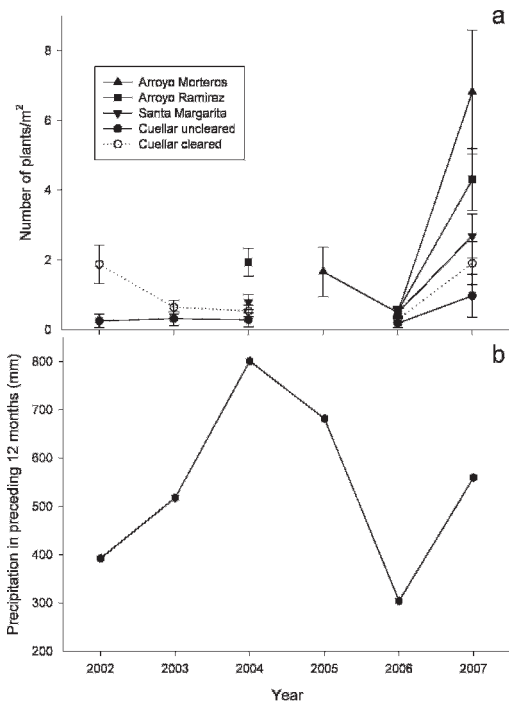 a
8
6
4
2
0
Number of plants/m²
Arroyo Morteros
Arroyo Ramirez
Santa Margarita
Cuellar uncleared
Cuellar cleared
b
800
700
600
500
400
300
200
Precipitation in preceding 12 months (mm)
2002 2003 2004 2005 2006 2007
Year